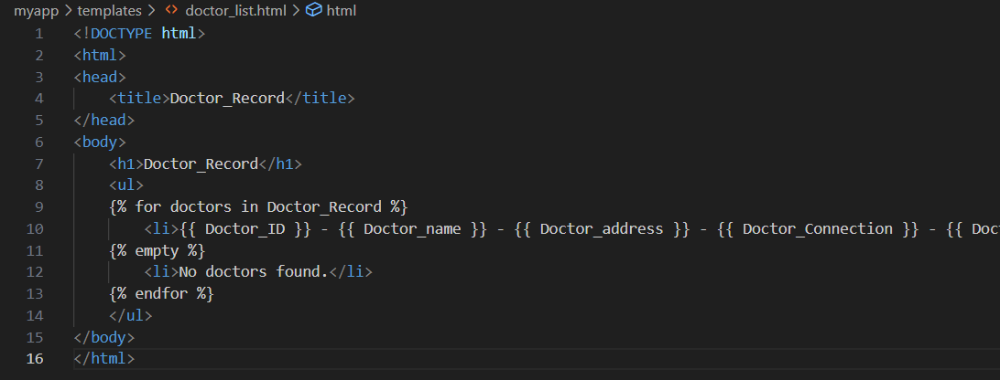 myapp > templates > <> doctor_list.html > html
1 <!DOCTYPE html>
2 <html>
3 <head>
4     <title>Doctor_Record</title>
5 </head>
6 <body>
7     <h1>Doctor_Record</h1>
8     <ul>
9     {% for doctors in Doctor_Record %}
10         <li>{{ Doctor_ID }} - {{ Doctor_name }} - {{ Doctor_address }} - {{ Doctor_Connection }} - {{ Doc
11     {% empty %}
12         <li>No doctors found.</li>
13     {% endfor %}
14     </ul>
15 </body>
16 </html>